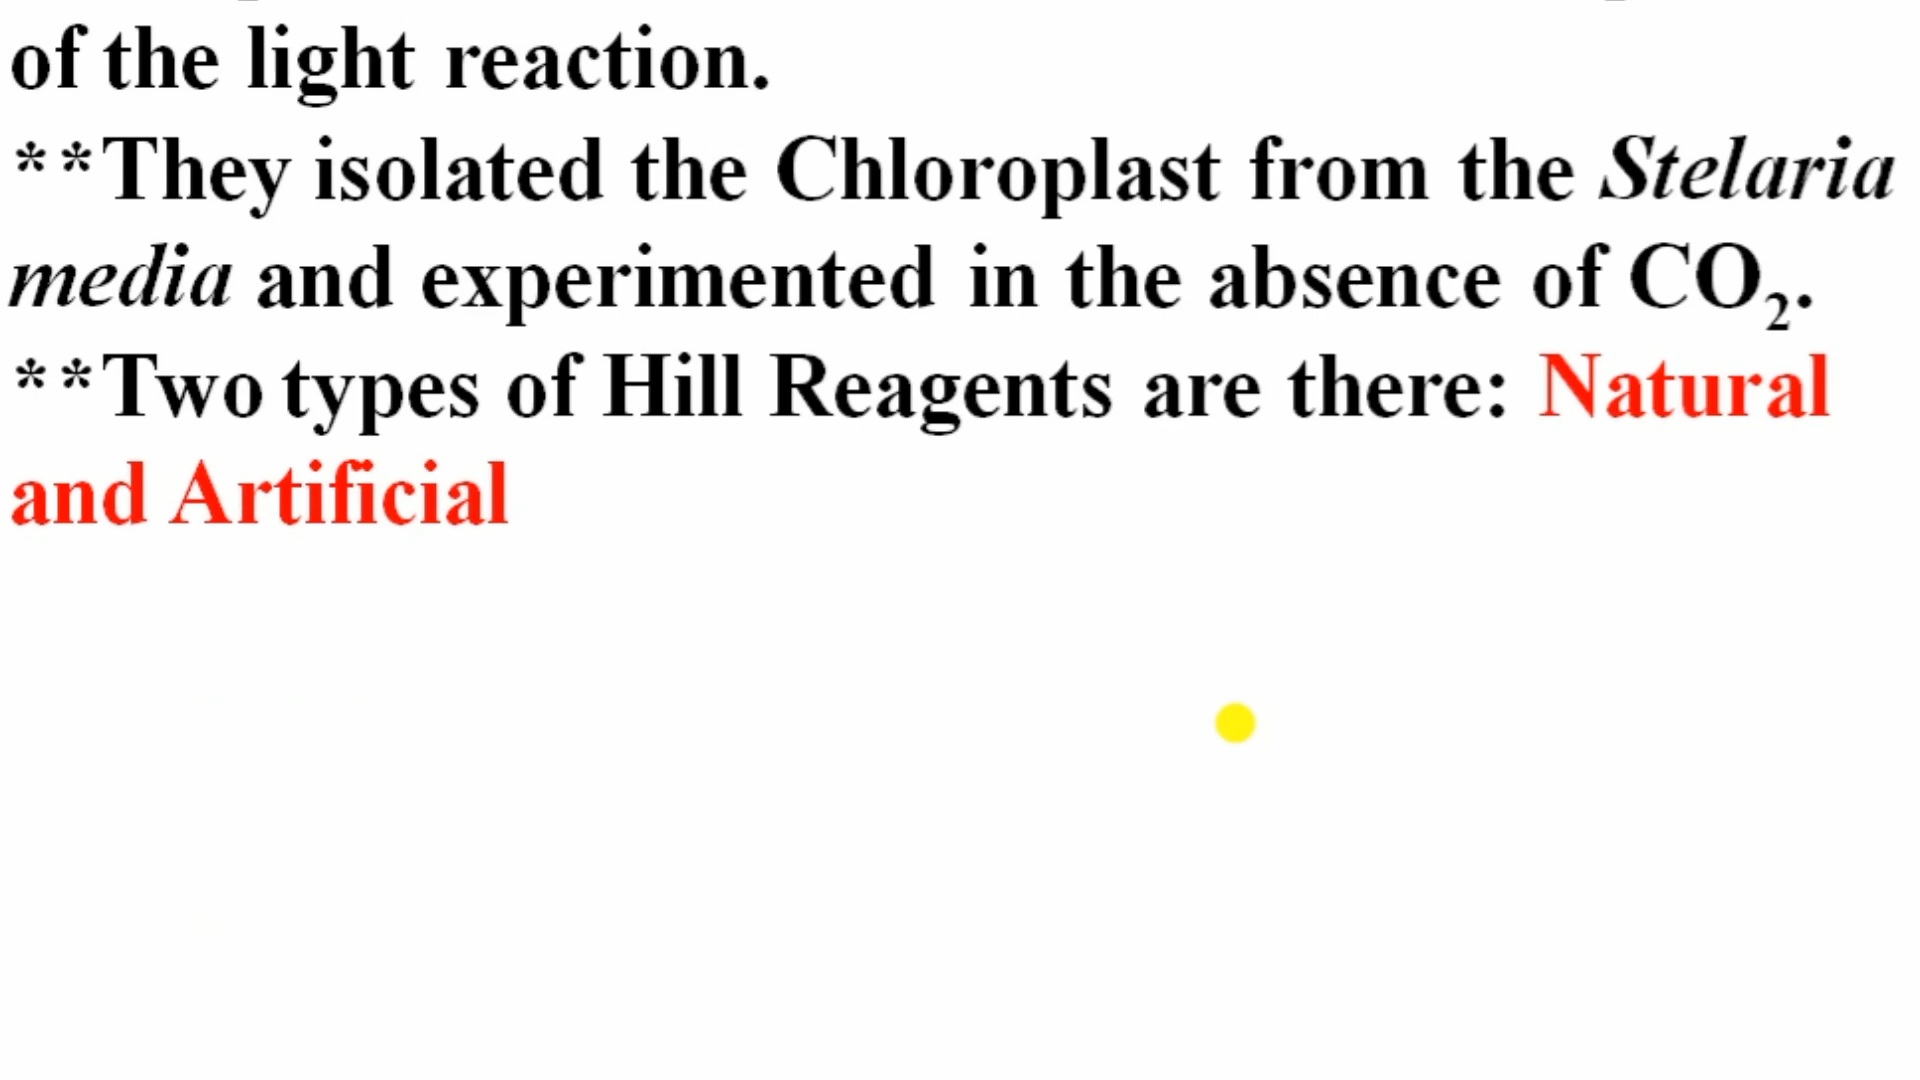 of the light reaction.
**They isolated the Chloroplast from the Stelaria
media and experimented in the absence of CO₂.
**Two types of Hill Reagents are there: Natural
and Artificial